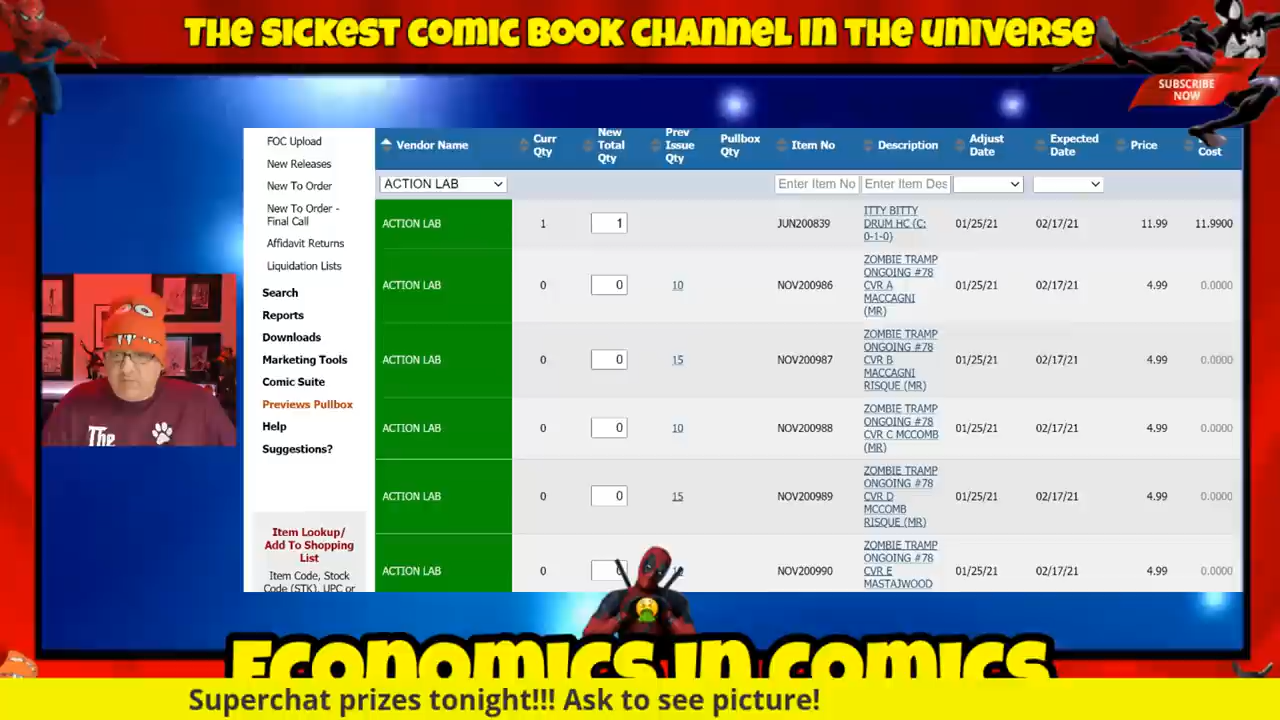 THE SICKEST COMIC BOOK CHANNEL IN THE UNIVERSE
SUBSCRIBE
NOW
FOC Upload
New Releases
New To Order
New To Order -
Final Call
Affidavit Returns
Liquidation Lists
Search
Reports
Downloads
Marketing Tools
Comic Suite
Previews Pullbox
Help
Suggestions?
Item Lookup/
Add To Shopping
List
Item Code, Stock
Code (STK), UPC or
Vendor Name
Curr
Qty
New
Total
Qty
Prev
Issue
Qty
Pullbox
Qty
Item No
Description
Adjust
Date
Expected
Date
Price
Cost
ACTION LAB
Enter Item No
Enter Item Des
ACTION LAB 1 1 JUN200839
ITTY BITTY
DRUM HC (C:
0-1-0)
01/25/21 02/17/21 11.99 11.9900
ACTION LAB 0 0 10 NOV200986
ZOMBIE TRAMP
ONGOING #78
CVR A
MACCAGNI
(MR)
01/25/21 02/17/21 4.99 0.0000
ACTION LAB 0 0 15 NOV200987
ZOMBIE TRAMP
ONGOING #78
CVR B
MACCAGNI
RISQUE (MR)
01/25/21 02/17/21 4.99 0.0000
ACTION LAB 0 0 10 NOV200988
ZOMBIE TRAMP
ONGOING #78
CVR C MCCOMB
(MR)
01/25/21 02/17/21 4.99 0.0000
ACTION LAB 0 0 15 NOV200989
ZOMBIE TRAMP
ONGOING #78
CVR D
MCCOMB
RISQUE (MR)
01/25/21 02/17/21 4.99 0.0000
ACTION LAB 0 NOV200990
ZOMBIE TRAMP
ONGOING #78
CVR E
MASTAJWOOD
01/25/21 02/17/21 4.99 0.0000
The
ECONOMICS IN COMICS
Superchat prizes tonight!!! Ask to see picture!